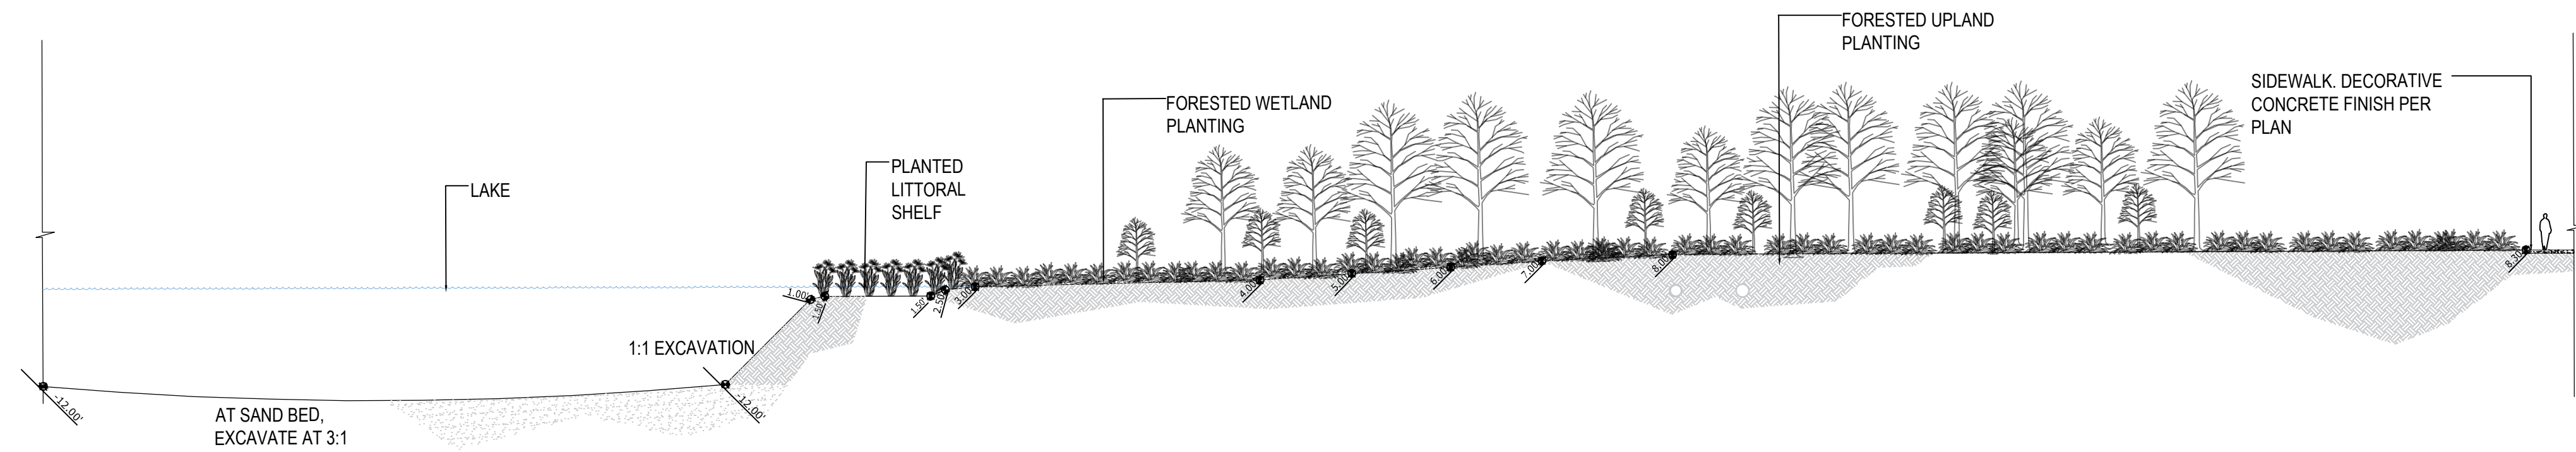 FORESTED UPLAND
PLANTING
SIDEWALK. DECORATIVE
CONCRETE FINISH PER
PLAN
FORESTED WETLAND
PLANTING
PLANTED
LITTORAL
SHELF
LAKE
1.00'
1.50'
1.50'
2.50'
3.00'
4.00'
5.00'
6.00'
7.00'
8.00'
8.30'
1:1 EXCAVATION
-12.00'
-12.00'
AT SAND BED,
EXCAVATE AT 3:1